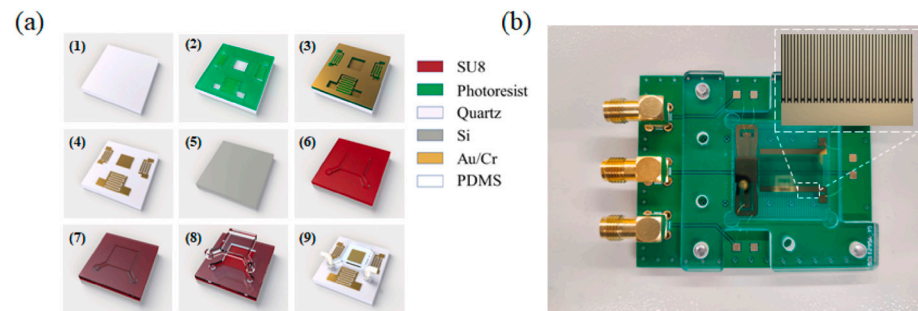 (a)
(b)
(1)
(2)
(3)
SU8
Photoresist
Quartz
Si
Au/Cr
PDMS
(4)
(5)
(6)
(7)
(8)
(9)